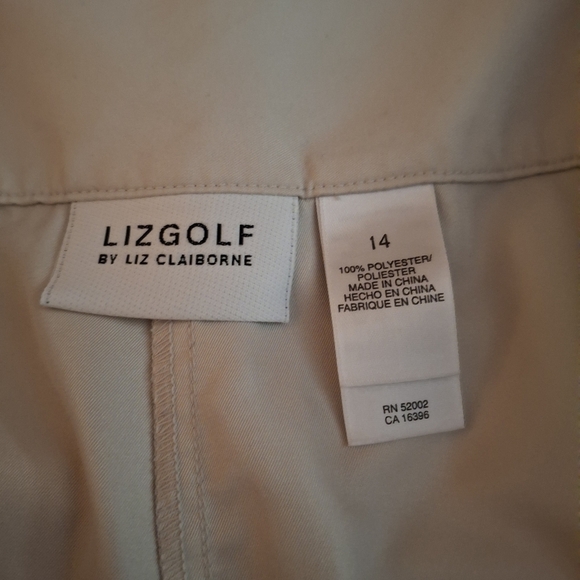 LIZGOLF
BY LIZ CLAIBORNE
14
100% POLYESTER/
POLIESTER
MADE IN CHINA
HECHO EN CHINA
FABRIQUE EN CHINE
RN 52002
CA 16396